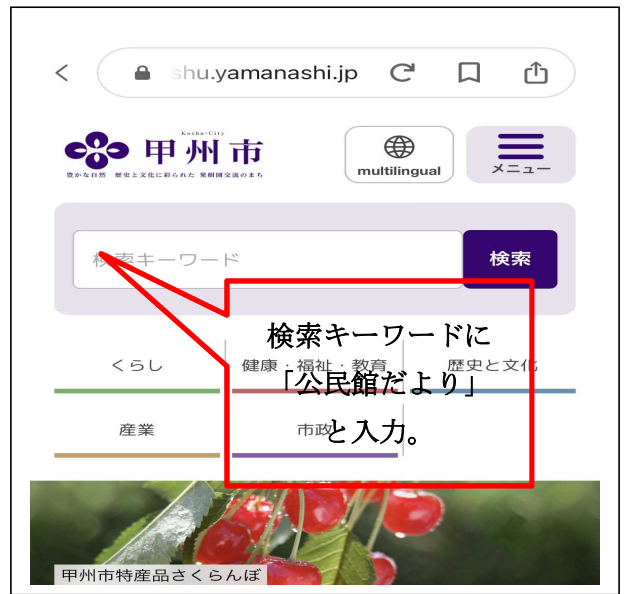 shu.yamanashi.jp
Koshu-City
甲州市
豊かな自然 歴史と文化に彩られた 果樹園交流のまち
multilingual
メニュー
検索キーワード
検索
検索キーワードに
「公民館だより」
と入力。
くらし
健康・福祉・教育
歴史と文化
産業
市政
甲州市特産品さくらんぼ